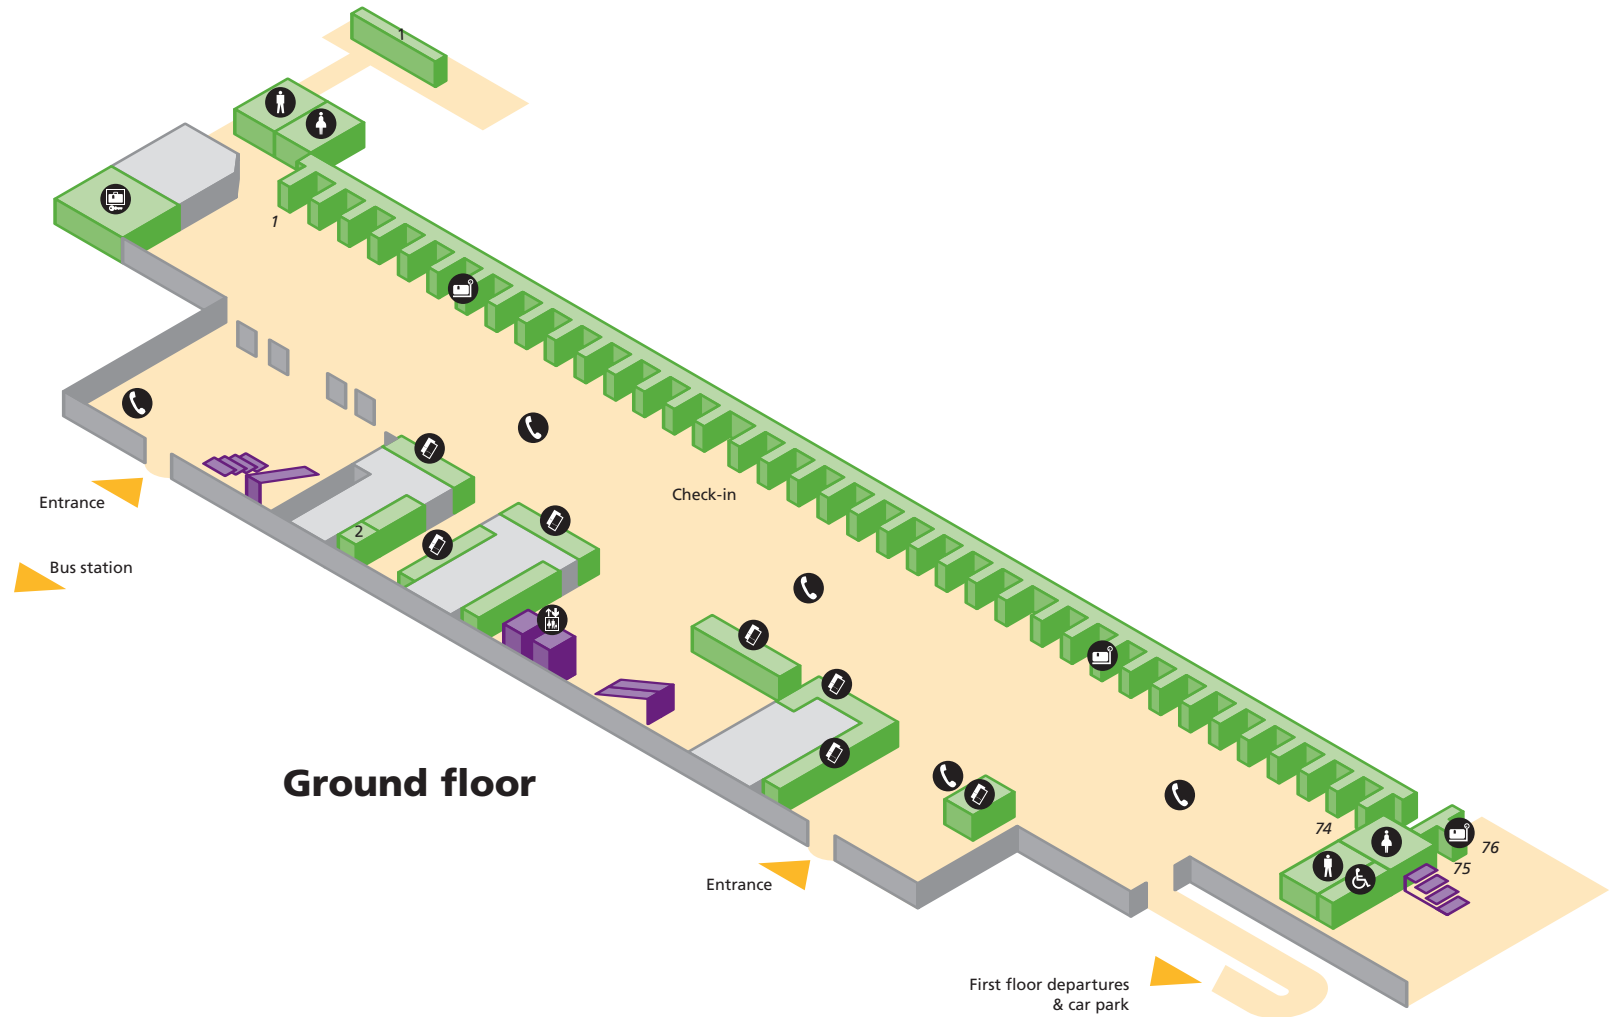 1
1
Check-in
Entrance
2
Bus station
Ground floor
74
76
75
Entrance
First floor departures
& car park